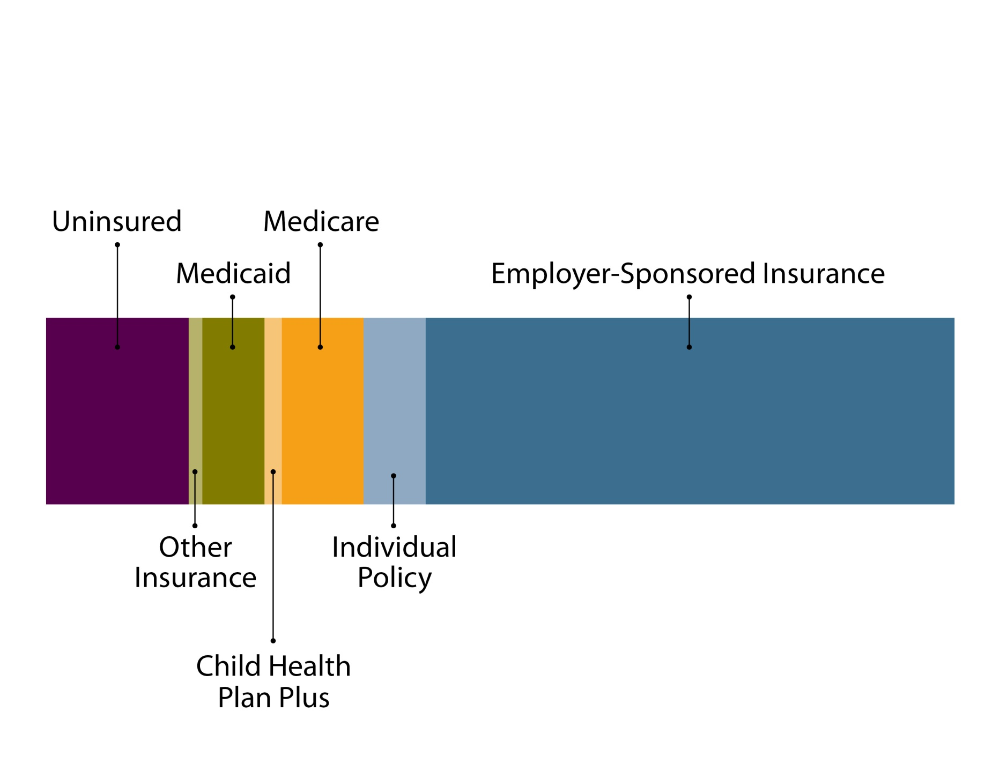 Uninsured
Medicare
Medicaid
Employer-Sponsored Insurance
Other
Insurance
Individual
Policy
Child Health
Plan Plus